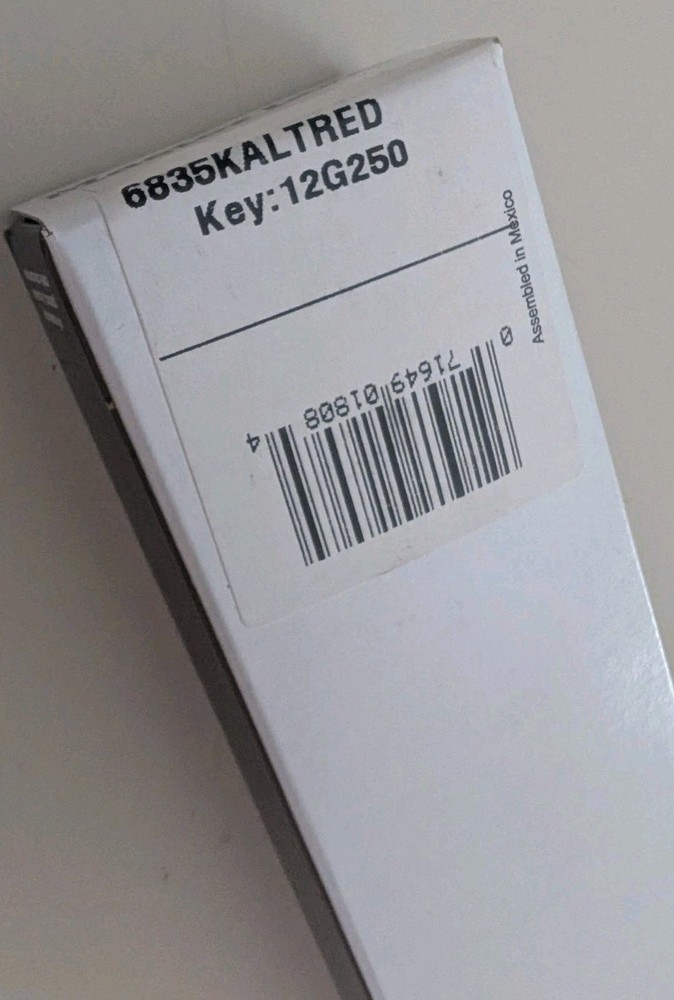 6835KALTRED
Key:12G250
Assembled in Mexico
0 71649 01808 4